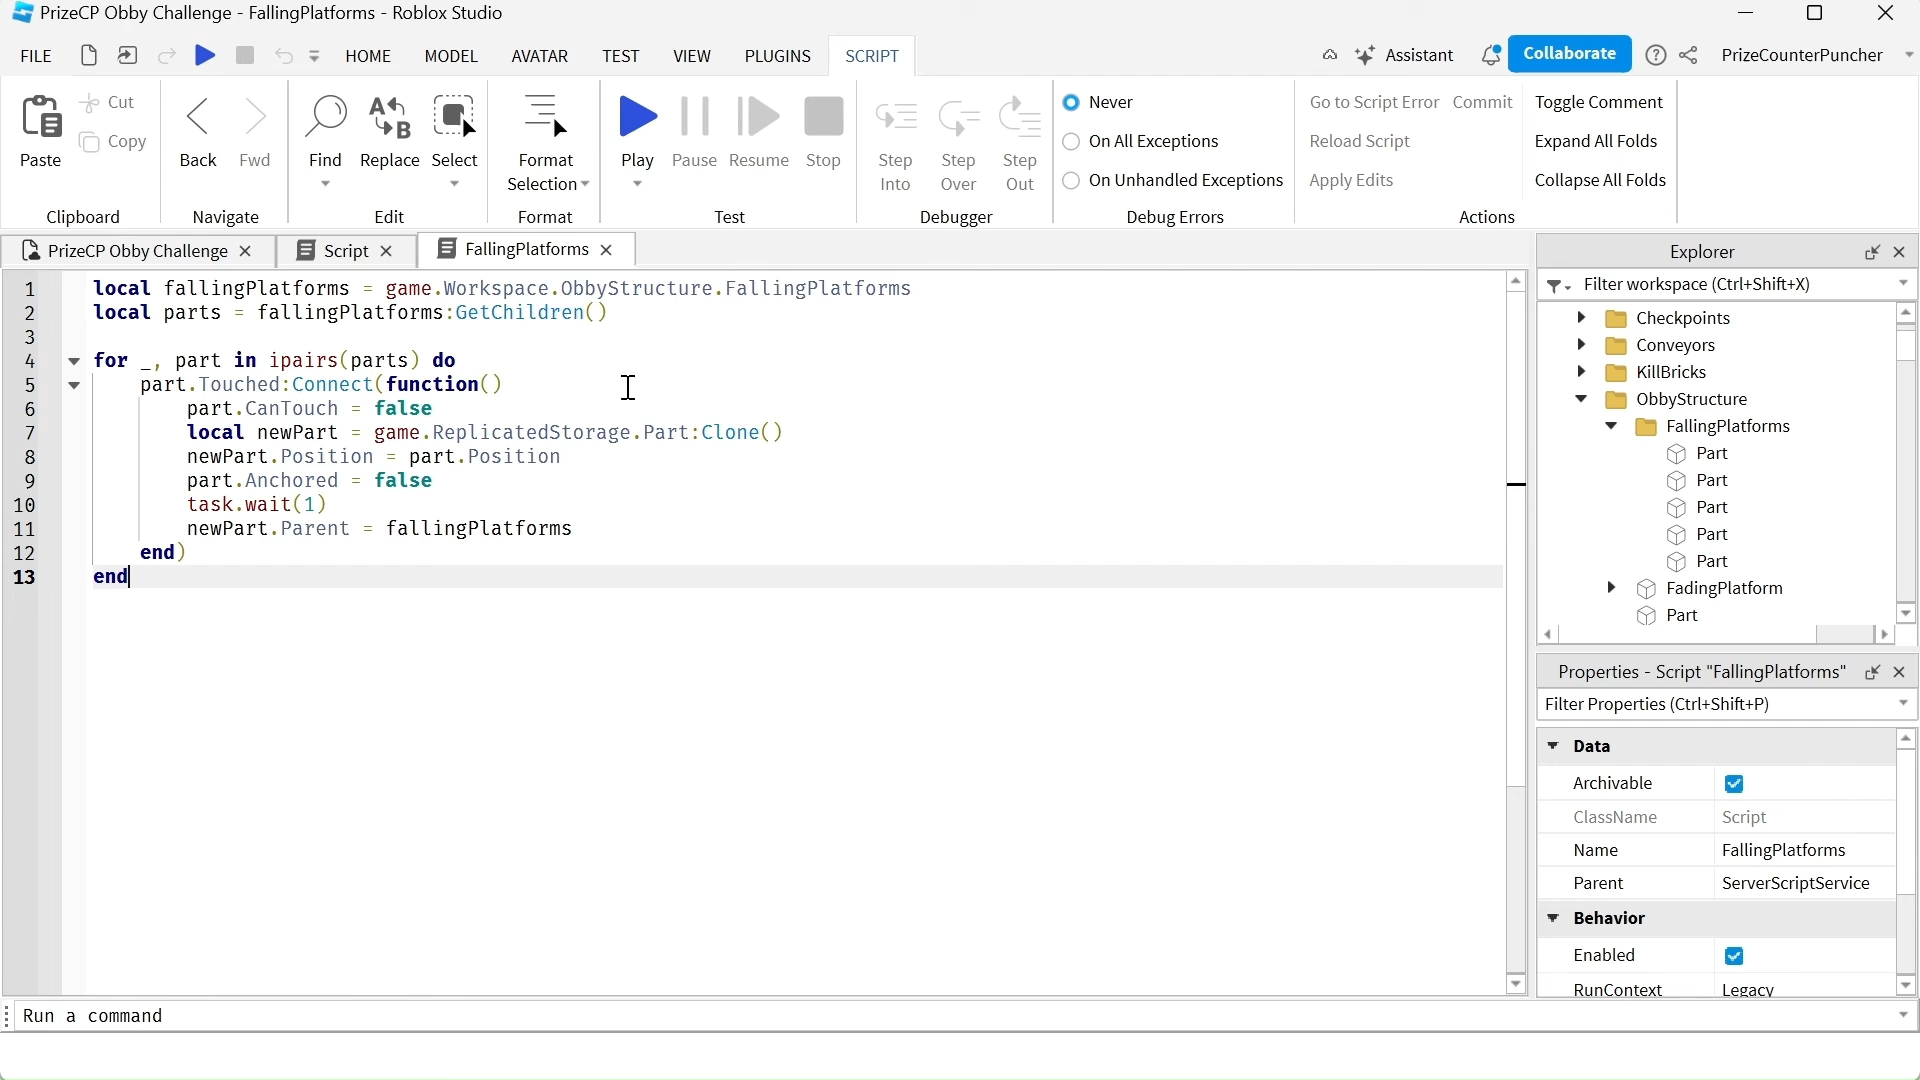 PrizeCP Obby Challenge - FallingPlatforms - Roblox Studio
FILE HOME MODEL AVATAR TEST VIEW PLUGINS SCRIPT Assistant Collaborate PrizeCounterPuncher
Paste Cut Copy
Clipboard
Back Fwd
Navigate
Find Replace Select
Edit
Format Selection
Format
Play Pause Resume Stop
Test
Step Into Step Over Step Out
Debugger
Never
On All Exceptions
On Unhandled Exceptions
Debug Errors
Go to Script Error Commit Toggle Comment
Reload Script Expand All Folds
Apply Edits Collapse All Folds
Actions
PrizeCP Obby Challenge Script FallingPlatforms
1 local fallingPlatforms = game.Workspace.ObbyStructure.FallingPlatforms
2 local parts = fallingPlatforms:GetChildren()
3
4 for _, part in ipairs(parts) do
5 part.Touched:Connect(function()
6 part.CanTouch = false
7 local newPart = game.ReplicatedStorage.Part:Clone()
8 newPart.Position = part.Position
9 part.Anchored = false
10 task.wait(1)
11 newPart.Parent = fallingPlatforms
12 end)
13 end
Explorer
Filter workspace (Ctrl+Shift+X)
Checkpoints
Conveyors
KillBricks
ObbyStructure
FallingPlatforms
Part
Part
Part
Part
Part
FadingPlatform
Part
Properties - Script "FallingPlatforms"
Filter Properties (Ctrl+Shift+P)
Data
Archivable
ClassName Script
Name FallingPlatforms
Parent ServerScriptService
Behavior
Enabled
RunContext Legacy
Run a command